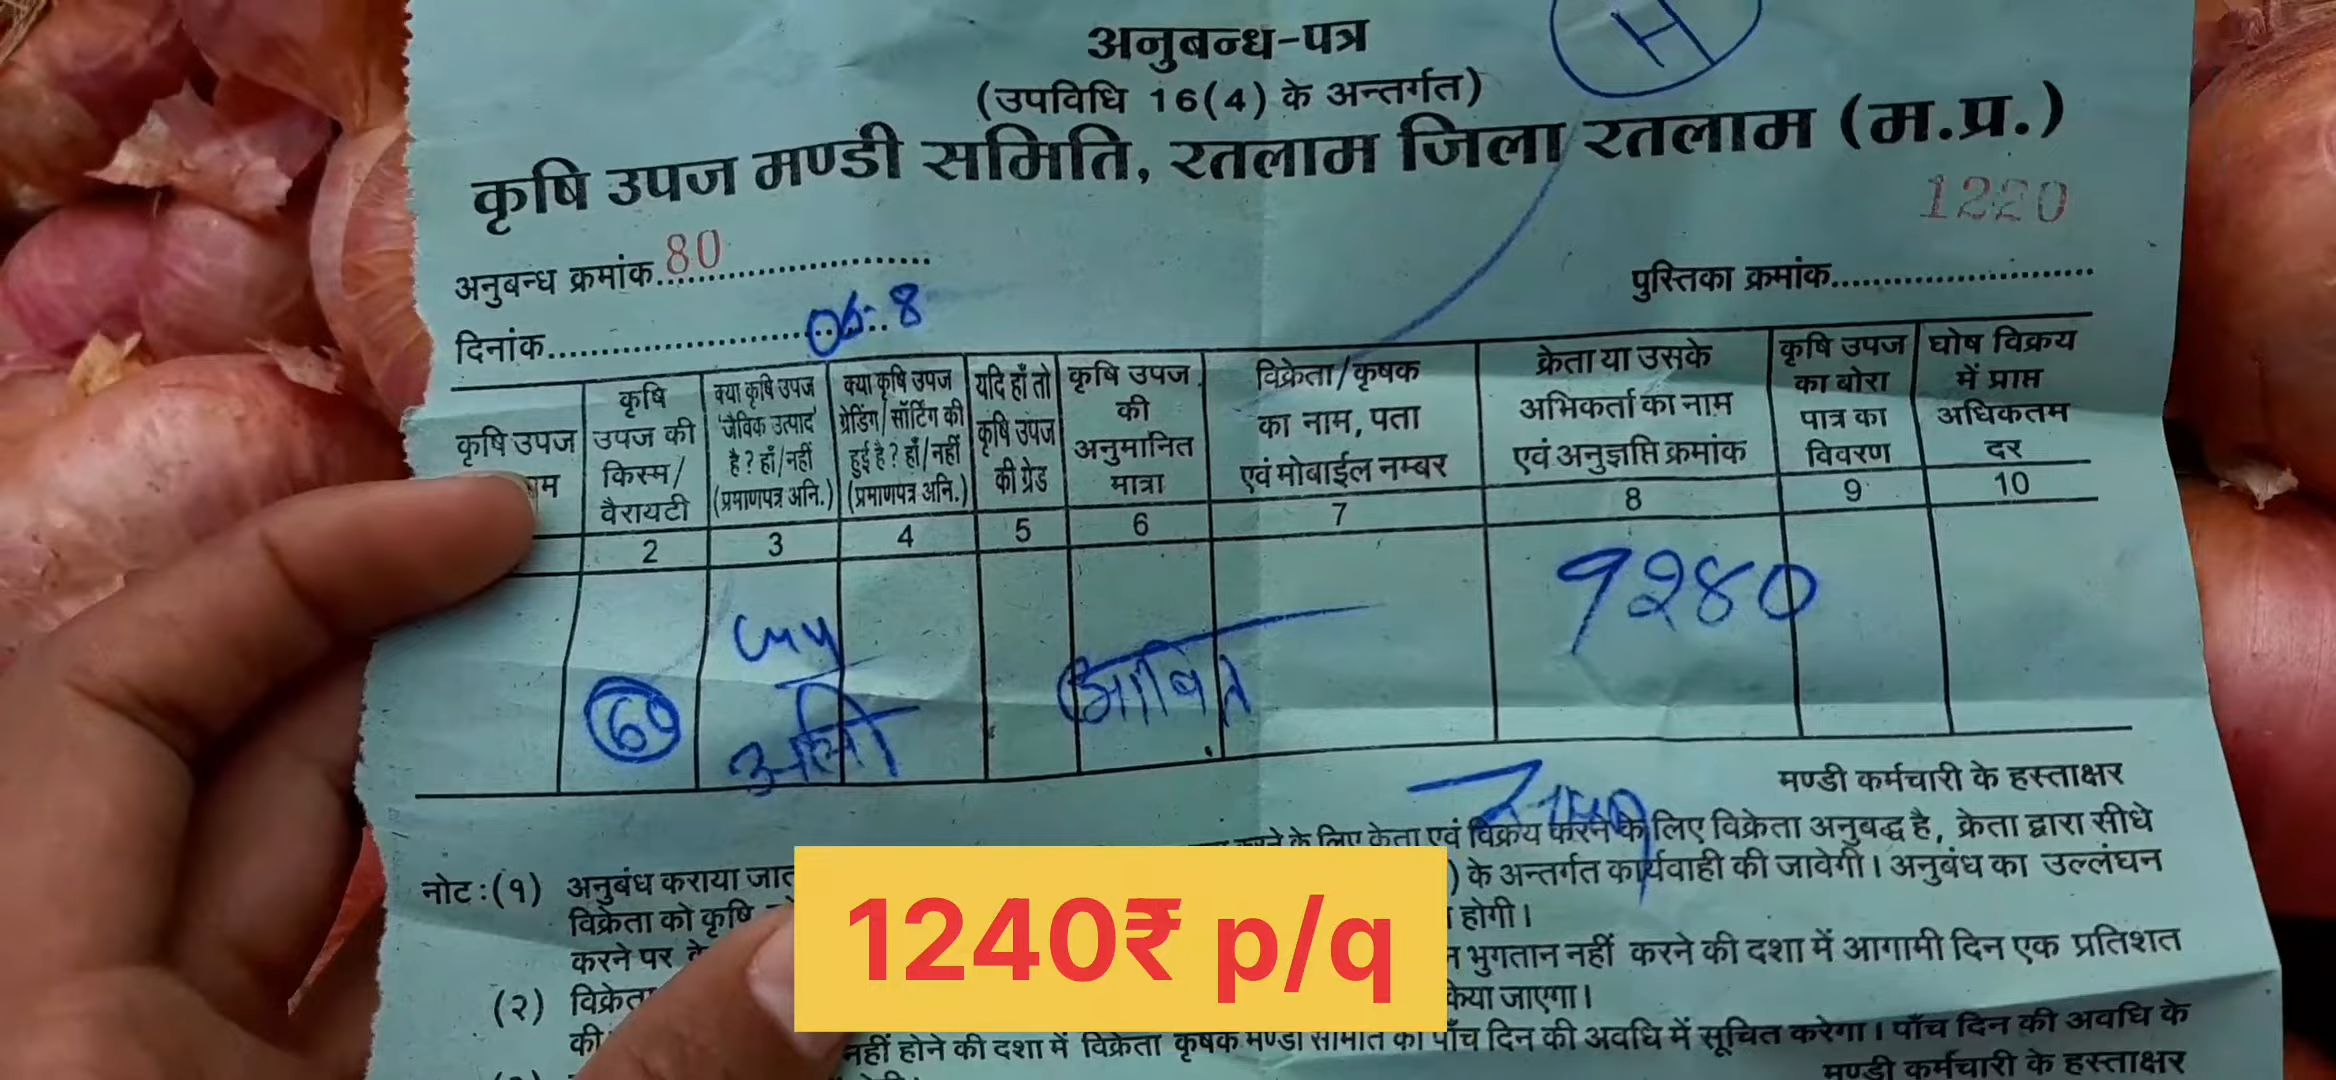 H
अनुबन्ध-पत्र
(उपविधि 16(4) के अन्तर्गत)
कृषि उपज मण्डी समिति, रतलाम जिला रतलाम (म.प्र.)
1220
अनुबन्ध क्रमांक 80
पुस्तिका क्रमांक
दिनांक 06-8
कृषि उपज
कृषि उपज की किस्म/ वैरायटी
क्या कृषि उपज 'जैविक उत्पाद' है? हाँ/नहीं (प्रमाणपत्र अनि.)
क्या कृषि उपज ग्रेडिंग/सॉर्टिंग की हुई है? हाँ/नहीं (प्रमाणपत्र अनि.)
यदि हाँ तो कृषि उपज की ग्रेड
कृषि उपज की अनुमानित मात्रा
विक्रेता/कृषक का नाम, पता एवं मोबाईल नम्बर
क्रेता या उसके अभिकर्ता का नाम एवं अनुज्ञप्ति क्रमांक
कृषि उपज का बोरा पात्र का विवरण
घोष विक्रय में प्राप्त अधिकतम दर
2 3 4 5 6 7 8 9 10
१२४०
60
मण्डी कर्मचारी के हस्ताक्षर
के लिए क्रेता एवं विक्रय करने के लिए विक्रेता अनुबद्ध है, क्रेता द्वारा सीधे
नोट :(१) अनुबंध कराया ) के अन्तर्गत कार्यवाही की जावेगी। अनुबंध का उल्लंघन
विक्रेता को कृषि होगी।
करने पर भुगतान नहीं करने की दशा में आगामी दिन एक प्रतिशत
(२) विक्रेता किया जाएगा।
की नहीं होने की दशा में विक्रेता कृषक मण्डी समिति को पाँच दिन की अवधि में सूचित करेगा। पाँच दिन की अवधि के
मण्डी कर्मचारी के हस्ताक्षर
1240₹ p/q